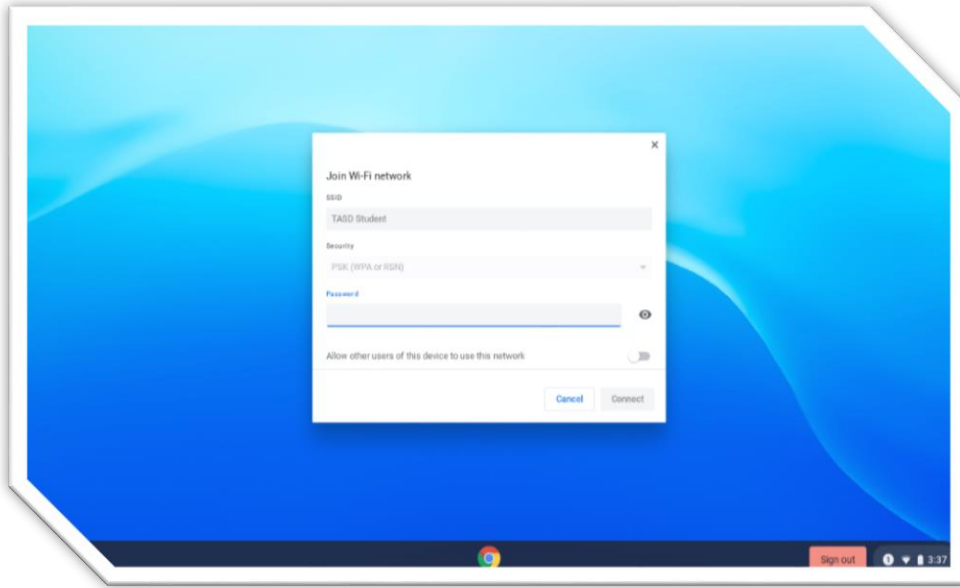 Join Wi-Fi network
SSID
TASD Student
Security
PSK (WPA or RSN)
Password
Allow other users of this device to use this network
Cancel Connect
Sign out 3:37